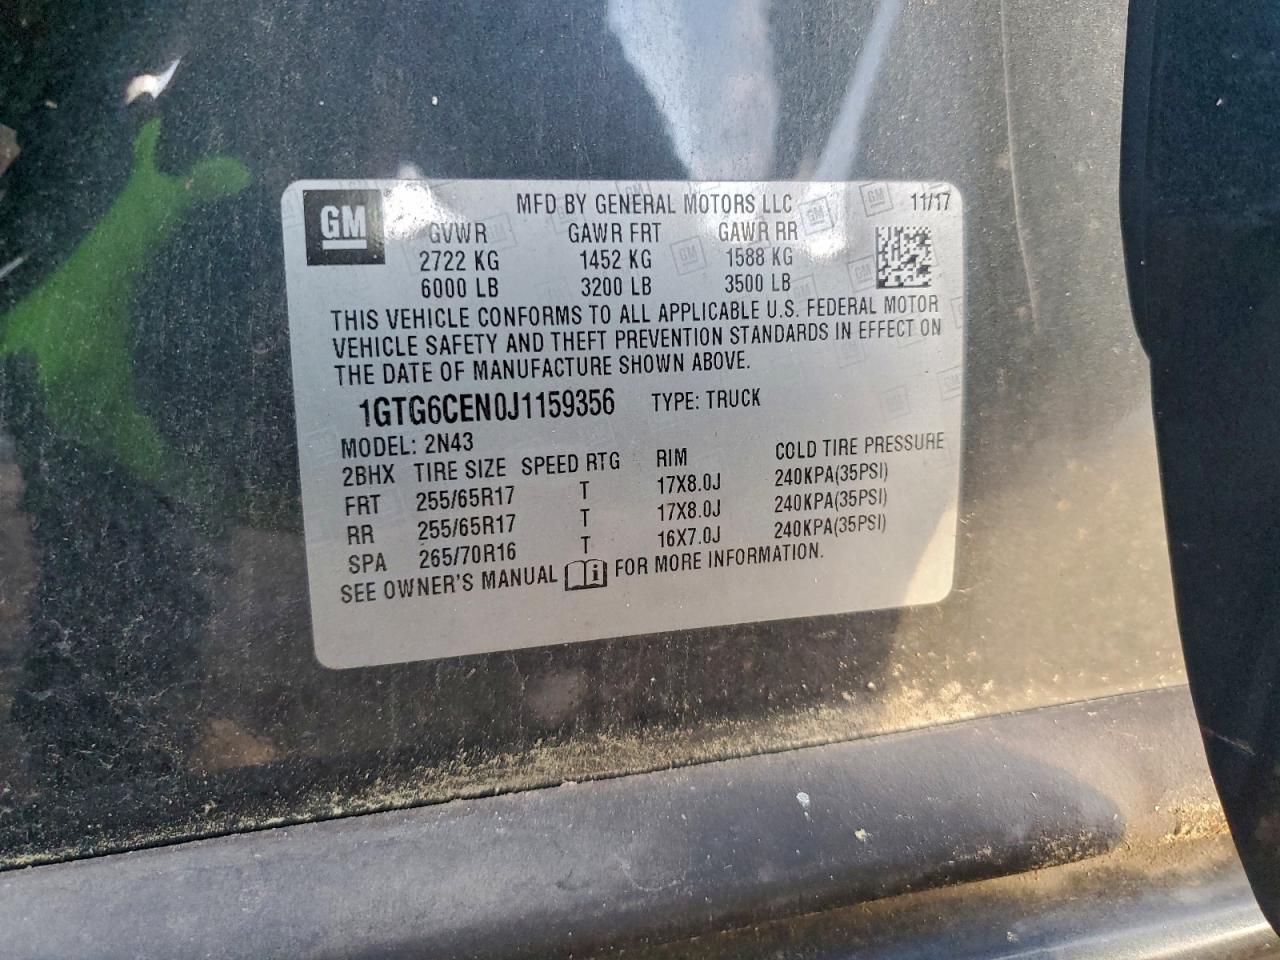 GM
MFD BY GENERAL MOTORS LLC 11/17
GVWR GAWR FRT GAWR RR
2722 KG 1452 KG 1588 KG
6000 LB 3200 LB 3500 LB
THIS VEHICLE CONFORMS TO ALL APPLICABLE U.S. FEDERAL MOTOR
VEHICLE SAFETY AND THEFT PREVENTION STANDARDS IN EFFECT ON
THE DATE OF MANUFACTURE SHOWN ABOVE.
1GTG6CEN0J1159356 TYPE: TRUCK
MODEL: 2N43
2BHX TIRE SIZE SPEED RTG RIM COLD TIRE PRESSURE
FRT 255/65R17 T 17X8.0J 240KPA(35PSI)
RR 255/65R17 T 17X8.0J 240KPA(35PSI)
SPA 265/70R16 T 16X7.0J 240KPA(35PSI)
SEE OWNER'S MANUAL i FOR MORE INFORMATION.